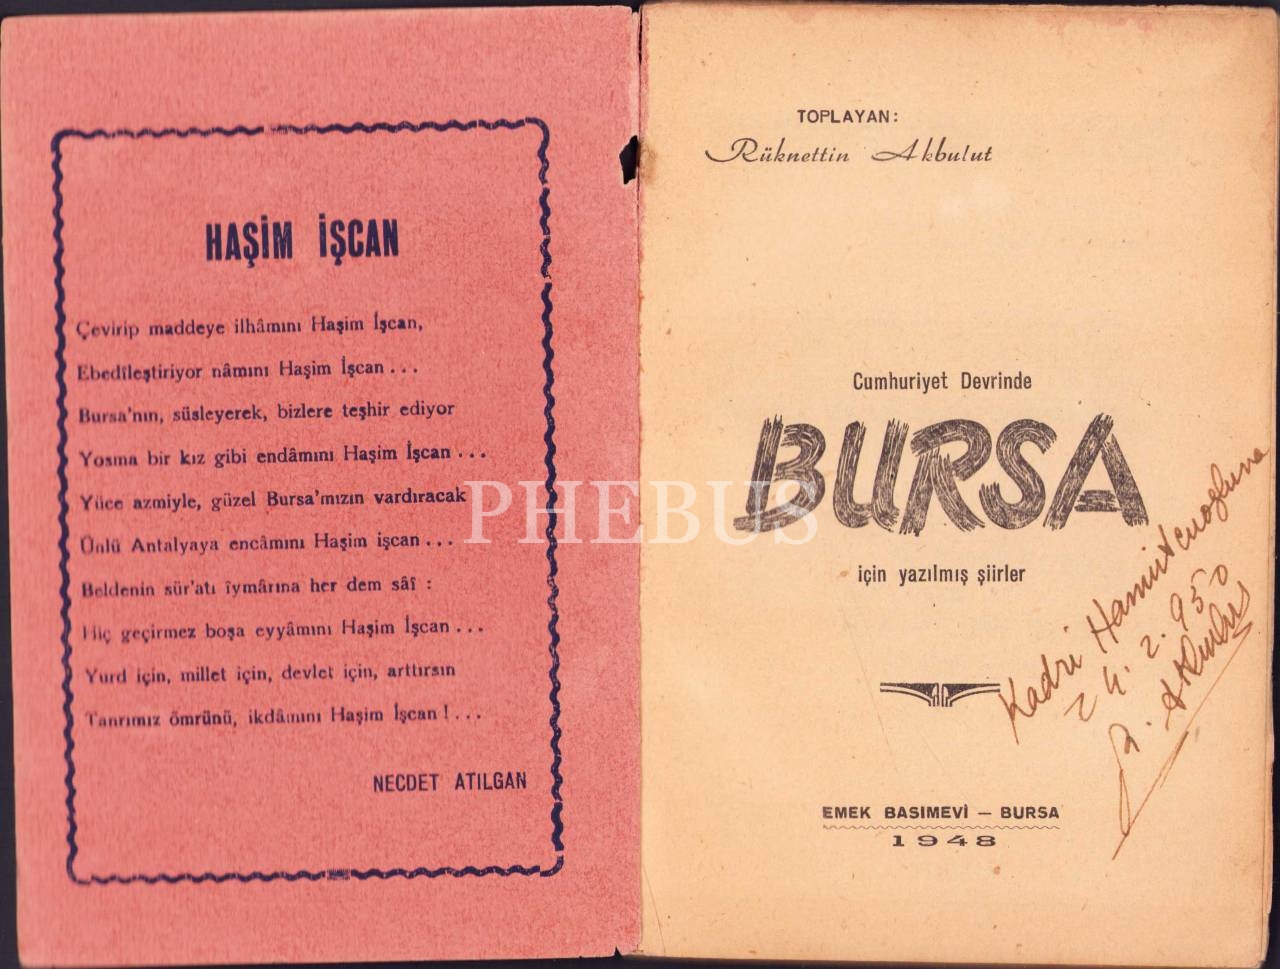 HAŞİM İŞCAN
Çevirip maddeye ilhâmını Haşim İşcan,
Ebedîleştiriyor nâmını Haşim İşcan . . .
Bursa'nın, süsleyerek, bizlere teşhir ediyor
Yosma bir kız gibi endâmını Haşim İşcan . . .
Yüce azmiyle, güzel Bursa'mızın vardıracak
Ünlü Antalyaya encâmını Haşim işcan . . .
Beldenin sür'atı îymârına her dem sâî :
Hiç geçirmez boşa eyyâmını Haşim İşcan . . .
Yurd için, millet için, devlet için, arttırsın
Tanrımız ömrünü, ikdâmını Haşim İşcan ! . . .
NECDET ATILGAN
PHEBUS
TOPLAYAN:
Rüknettin Akbulut
Cumhuriyet Devrinde
BURSA
için yazılmış şiirler
Kadri
24. 2. 950
R. Akbulut
EMEK BASIMEVİ — BURSA
1948